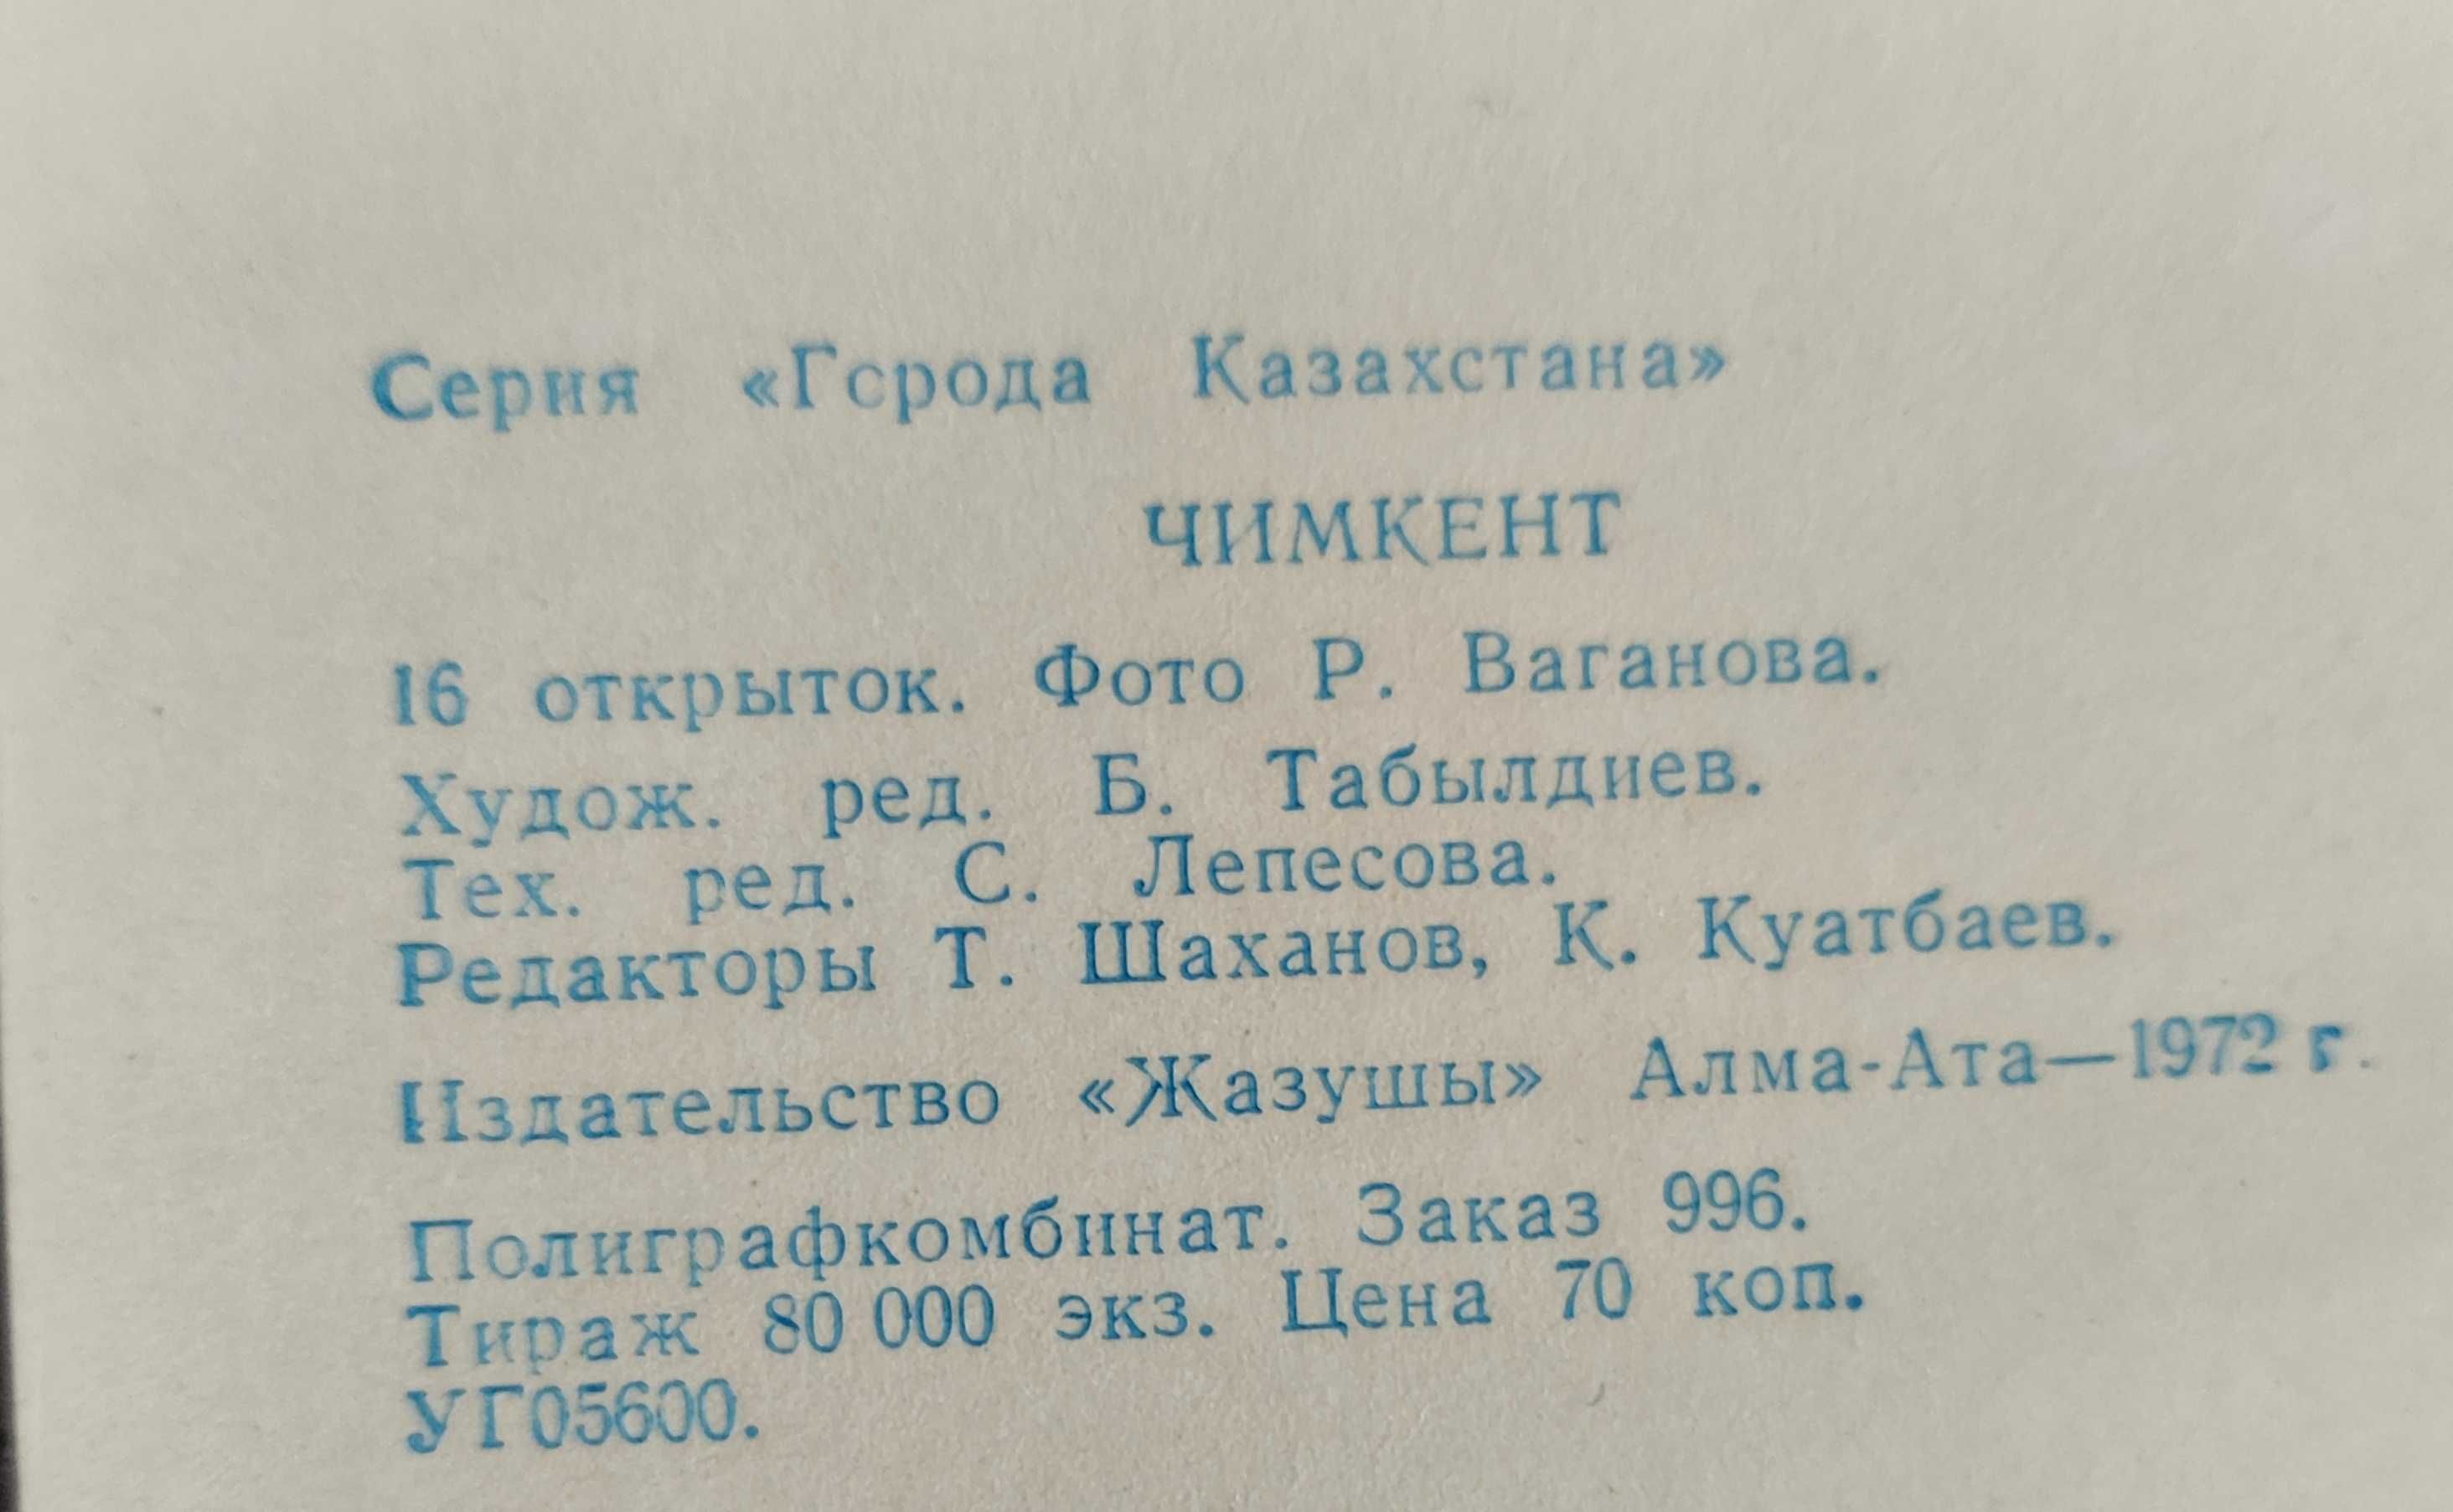 Серия «Города Казахстана»
ЧИМКЕНТ
16 открыток. Фото Р. Ваганова.
Худож. ред. Б. Табылдиев.
Тех. ред. С. Лепесова.
Редакторы Т. Шаханов, К. Куатбаев.
Издательство «Жазушы» Алма-Ата—1972 г.
Полиграфкомбинат. Заказ 996.
Тираж 80 000 экз. Цена 70 коп.
УГ05600.